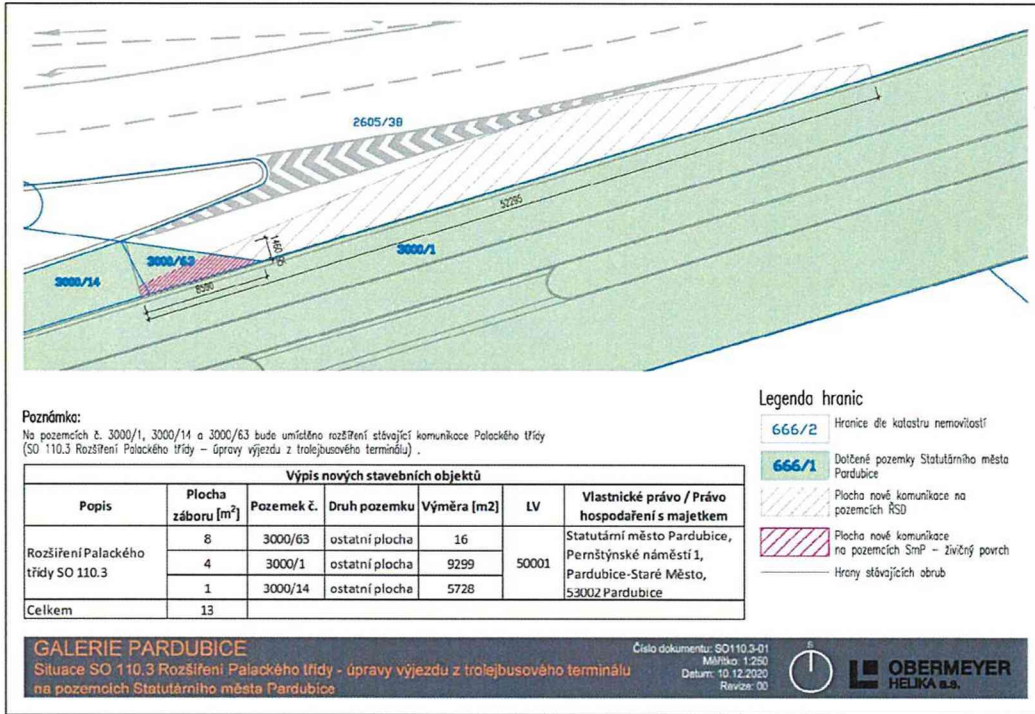 2605/38
52295
1460
3000/63
3000/1
3000/14
8590
Poznámka:
Na pozemcích č. 3000/1, 3000/14 a 3000/63 bude umístěno rozšíření stávající komunikace Palackého třídy
(SO 110.3 Rozšíření Palackého třídy – úpravy výjezdu z trolejbusového terminálu) .
Legenda hranic
666/2 Hranice dle katastru nemovitostí
666/1 Dotčené pozemky Statutárního města
Pardubice
Plocha nové komunikace na
pozemcích ŘSD
Plocha nové komunikace
na pozemcích SmP – živičný povrch
Hrany stávajících obrub
Výpis nových stavebních objektů
Popis Plocha záboru [m²] Pozemek č. Druh pozemku Výměra [m2] LV Vlastnické právo / Právo hospodaření s majetkem
Rozšíření Palackého
třídy SO 110.3
8 3000/63 ostatní plocha 16
4 3000/1 ostatní plocha 9299
1 3000/14 ostatní plocha 5728
50001
Statutární město Pardubice,
Pernštýnské náměstí 1,
Pardubice-Staré Město,
53002 Pardubice
Celkem 13
GALERIE PARDUBICE
Situace SO 110.3 Rozšíření Palackého třídy - úpravy výjezdu z trolejbusového terminálu
na pozemcích Statutárního města Pardubice
Číslo dokumentu: SO110.3-01
Měřítko: 1:250
Datum: 10.12.2020
Revize: 00
S
OBERMEYER
HELIKA a.s.